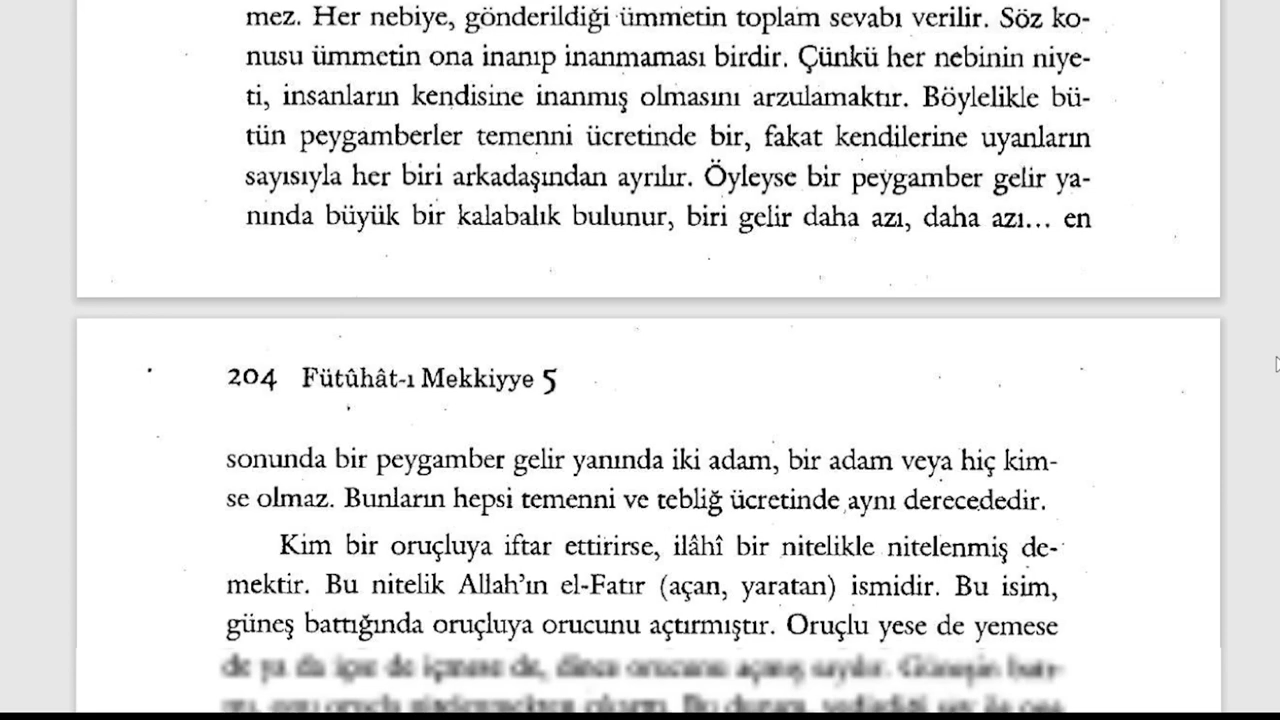 mez. Her nebiye, gönderildiği ümmetin toplam sevabı verilir. Söz ko-
nusu ümmetin ona inanıp inanmaması birdir. Çünkü her nebinin niye-
ti, insanların kendisine inanmış olmasını arzulamaktır. Böylelikle bü-
tün peygamberler temenni ücretinde bir, fakat kendilerine uyanların
sayısıyla her biri arkadaşından ayrılır. Öyleyse bir peygamber gelir ya-
nında büyük bir kalabalık bulunur, biri gelir daha azı, daha azı... en
204 Fütûhât-ı Mekkiyye 5
sonunda bir peygamber gelir yanında iki adam, bir adam veya hiç kim-
se olmaz. Bunların hepsi temenni ve tebliğ ücretinde aynı derecededir.
Kim bir oruçluya iftar ettirirse, ilâhî bir nitelikle nitelenmiş de-
mektir. Bu nitelik Allah'ın el-Fatır (açan, yaratan) ismidir. Bu isim,
güneş battığında oruçluya orucunu açtırmıştır. Oruçlu yese de yemese